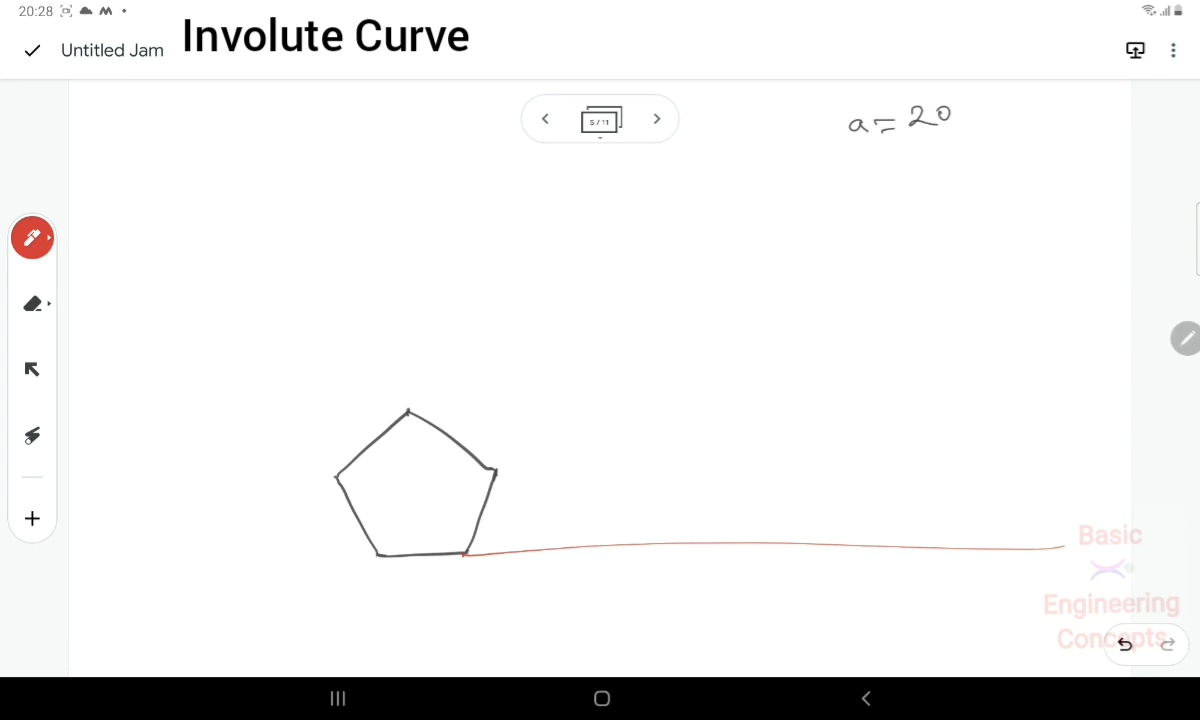 20:28
Involute Curve
Untitled Jam
5 / 11
a = 20
Basic
Engineering
Concepts